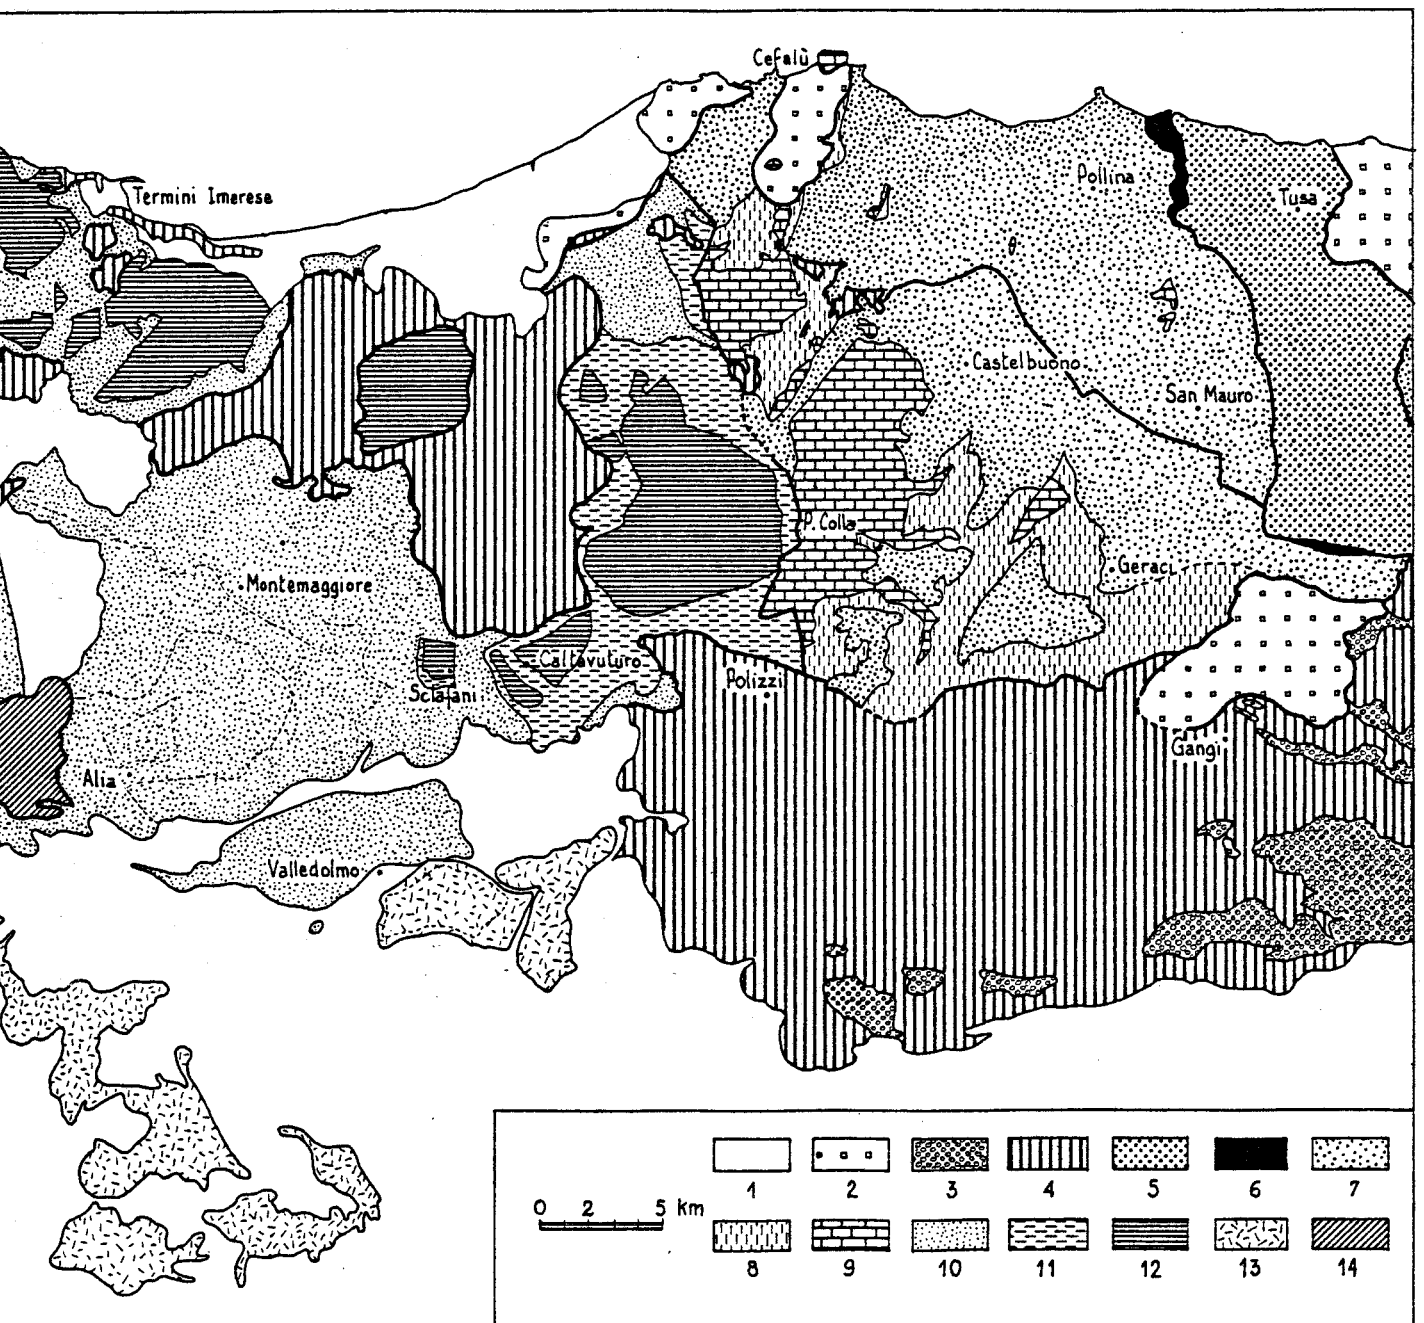 Cefalù
Pollina
Termini Imerese
Tusa
Castelbuono
San Mauro
P. Colla
Geraci
Montemaggiore
Caltavuturo
Sclafani
Polizzi
Gangi
Alia
Valledolmo
0 2 5 km
1 2 3 4 5 6 7
8 9 10 11 12 13 14